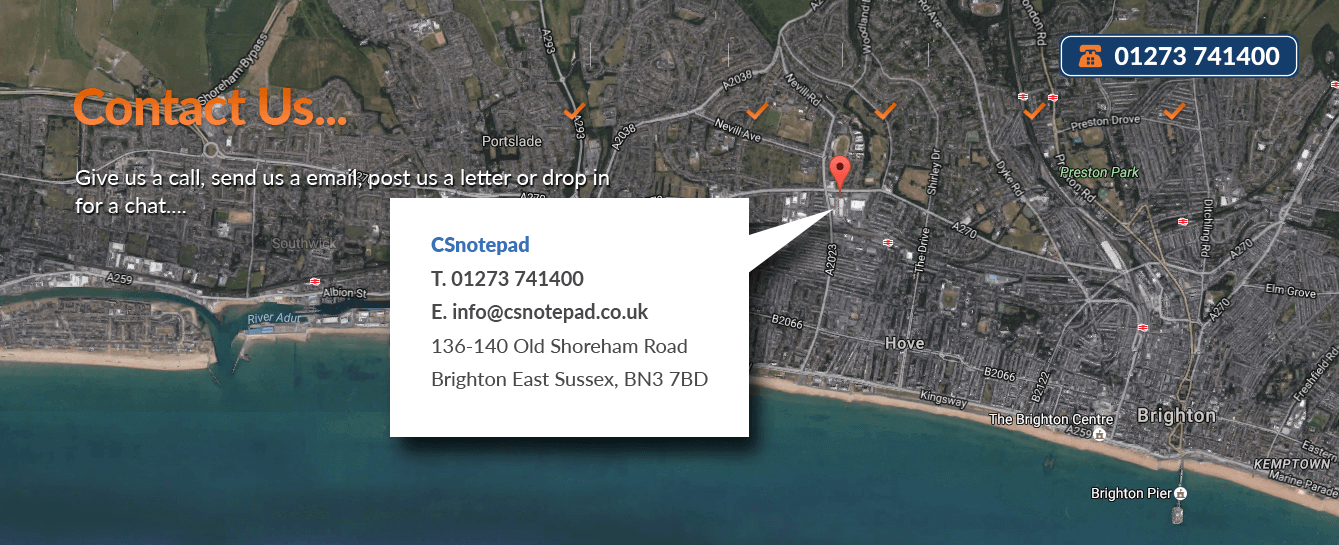 01273 741400
Contact Us...
Give us a call, send us a email, post us a letter or drop in
for a chat....
CSnotepad
T. 01273 741400
E. info@csnotepad.co.uk
136-140 Old Shoreham Road
Brighton East Sussex, BN3 7BD
Shoreham Bypass
A293
A293
Portslade
A2038
A2038
A270
Nevill Rd
Nevill Ave
Woodland
Rd Ave
London Rd
Preston Drove
Preston Park
Preston Rd
Dyke Rd
Shirley Dr
The Drive
Ditchling Rd
A270
A270
A270
Elm Grove
Southwick
A259
Albion St
River Adur
A2023
B2066
Hove
B2066
B2122
Kingsway
The Brighton Centre
A259
Brighton
Freshfield Rd
Eastern
KEMPTOWN
Marine Parade
Brighton Pier